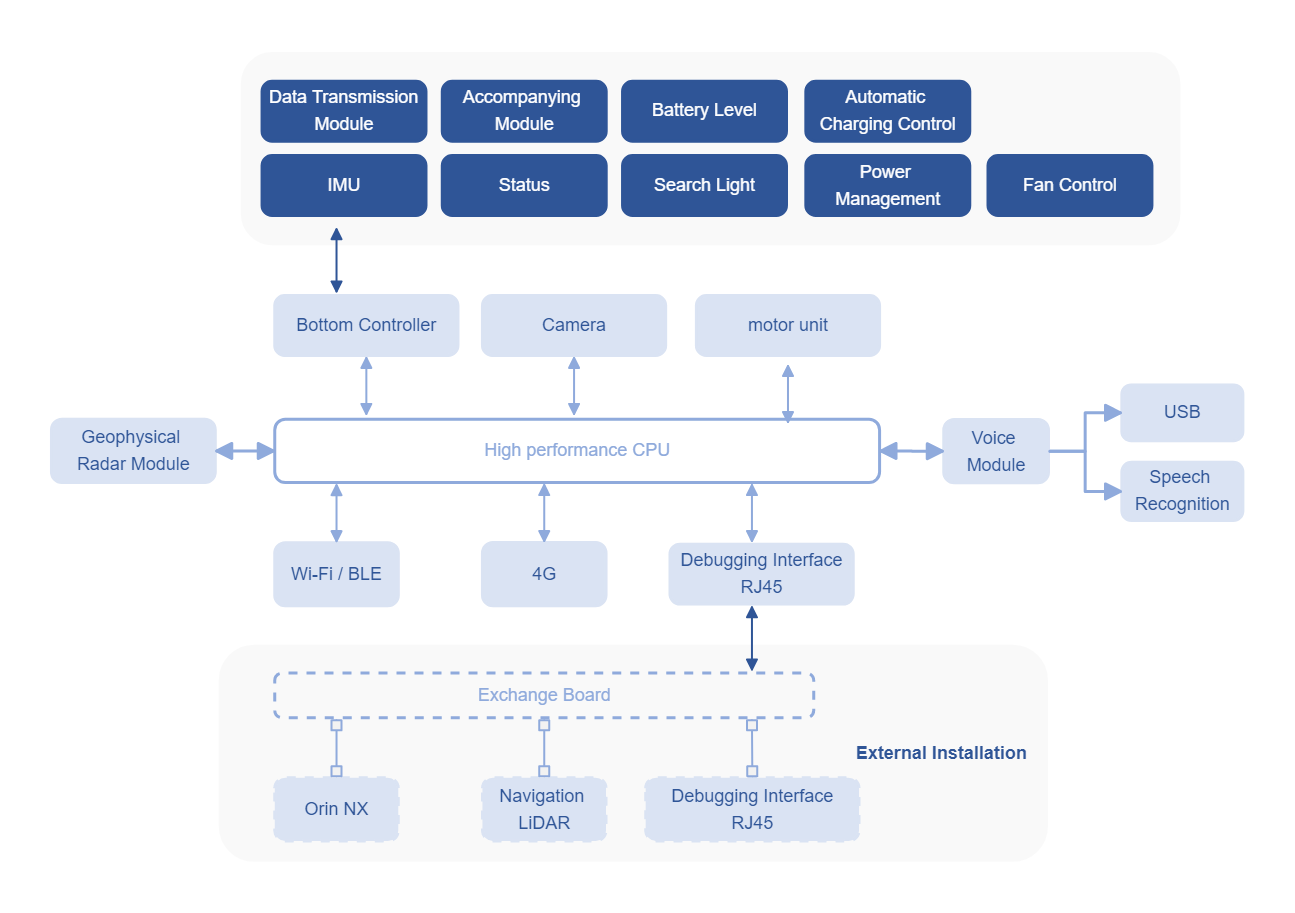 Data Transmission
Module
Accompanying
Module
Battery Level
Automatic
Charging Control
IMU
Status
Search Light
Power
Management
Fan Control
Bottom Controller
Camera
motor unit
Geophysical
Radar Module
High performance CPU
Voice
Module
USB
Speech
Recognition
Wi-Fi / BLE
4G
Debugging Interface
RJ45
Exchange Board
External Installation
Orin NX
Navigation
LiDAR
Debugging Interface
RJ45